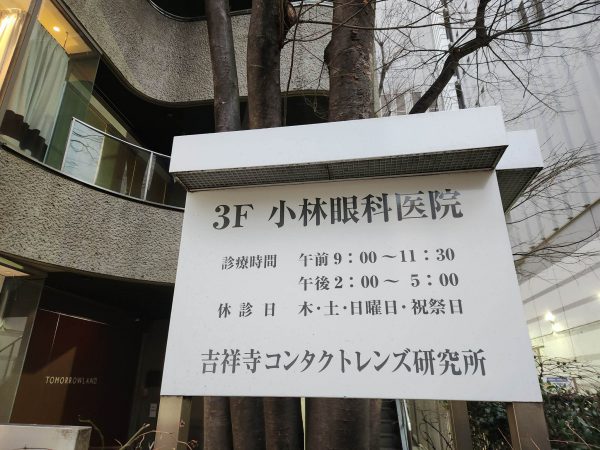 3F 小林眼科医院
診療時間 午前9：00～11：30
午後2：00～ 5：00
休診日 木・土・日曜日・祝祭日
吉祥寺コンタクトレンズ研究所
TOMORROWLAND